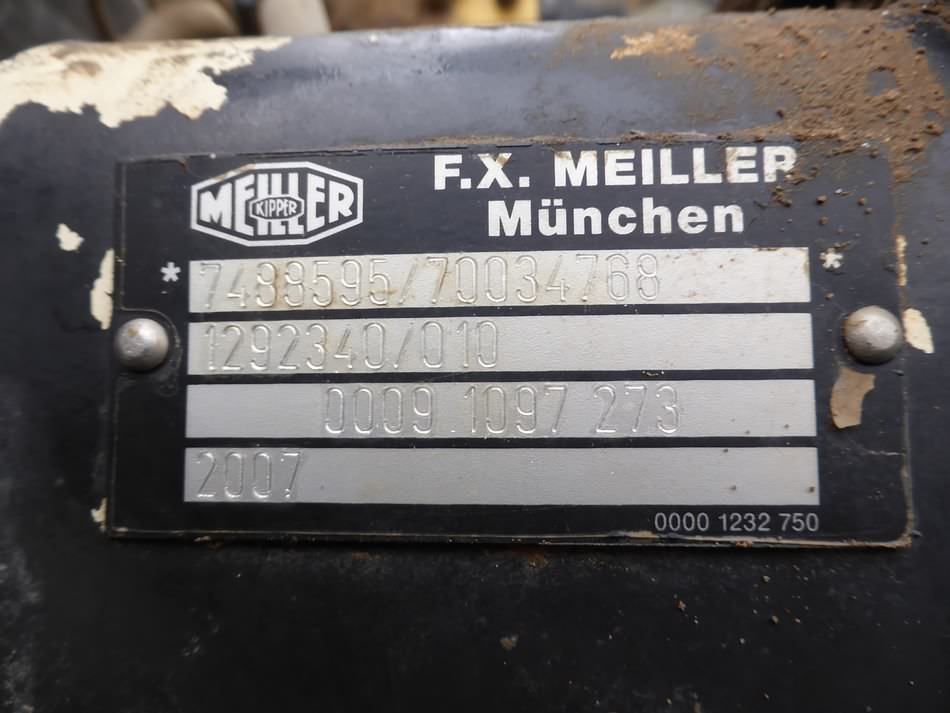 MEILLER
KIPPER
F.X. MEILLER
München
* 7488595/70034768 *
1292340/010
0009 1097 273
2007
0000 1232 750